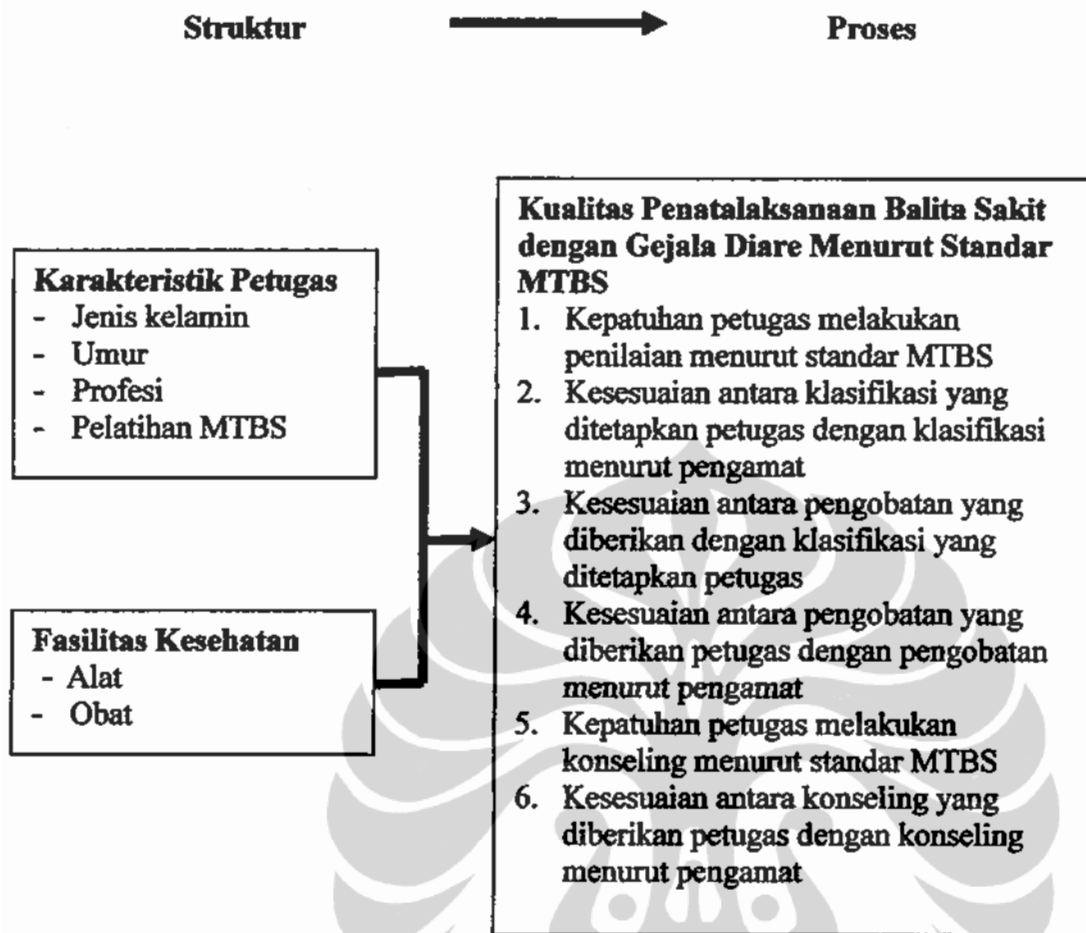 Struktur
Proses
Karakteristik Petugas
- Jenis kelamin
- Umur
- Profesi
- Pelatihan MTBS
Fasilitas Kesehatan
- Alat
- Obat
Kualitas Penatalaksanaan Balita Sakit
dengan Gejala Diare Menurut Standar
MTBS
1. Kepatuhan petugas melakukan
penilaian menurut standar MTBS
2. Kesesuaian antara klasifikasi yang
ditetapkan petugas dengan klasifikasi
menurut pengamat
3. Kesesuaian antara pengobatan yang
diberikan dengan klasifikasi yang
ditetapkan petugas
4. Kesesuaian antara pengobatan yang
diberikan petugas dengan pengobatan
menurut pengamat
5. Kepatuhan petugas melakukan
konseling menurut standar MTBS
6. Kesesuaian antara konseling yang
diberikan petugas dengan konseling
menurut pengamat